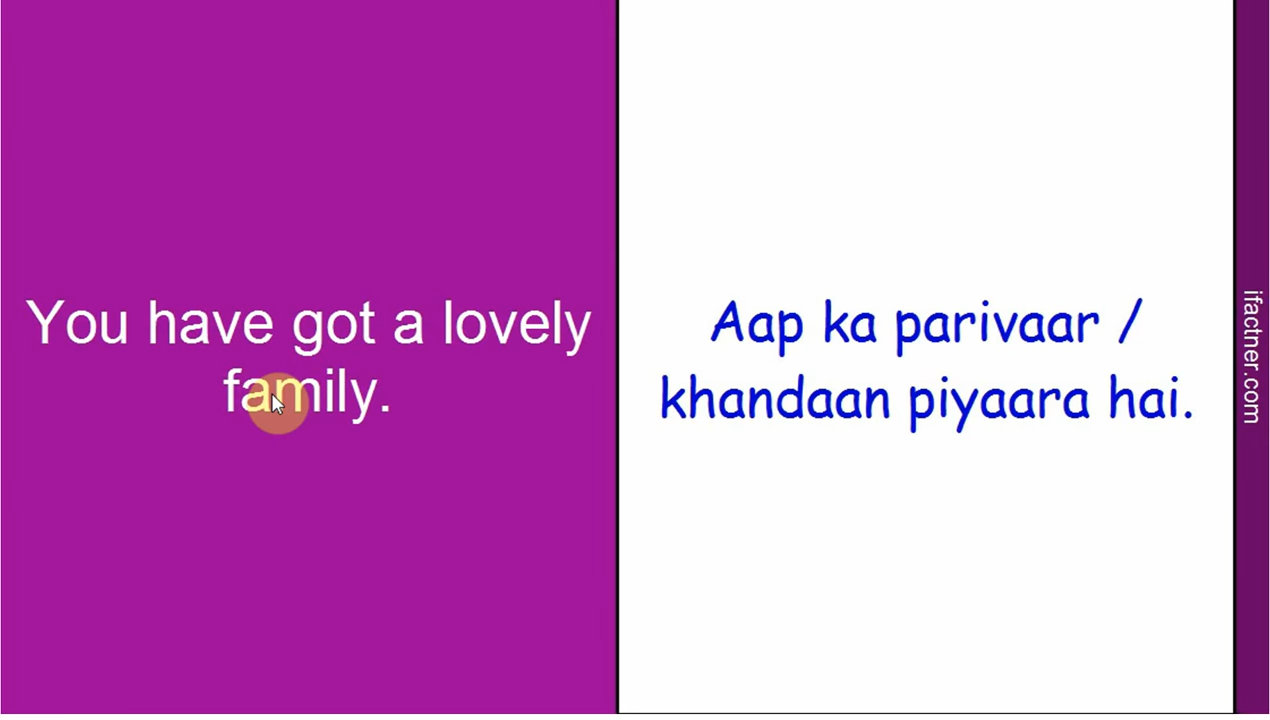 You have got a lovely
family.
Aap ka parivaar /
khandaan piyaara hai.
ifactner.com